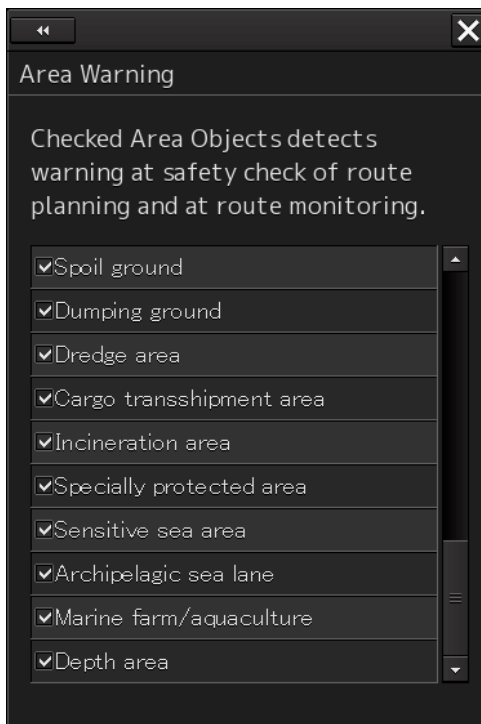 Area Warning
Checked Area Objects detects
warning at safety check of route
planning and at route monitoring.
Spoil ground
Dumping ground
Dredge area
Cargo transshipment area
Incineration area
Specially protected area
Sensitive sea area
Archipelagic sea lane
Marine farm/aquaculture
Depth area